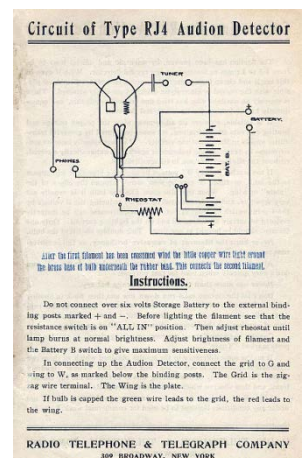 Circuit of Type RJ4 Audion Detector
TUNER
+
BATTERY.
-
PHONES
BAT. B.
RHEOSTAT
+
After the first filament has been consumed wind the little copper wire tight around
the brass base of bulb underneath the rubber band. This connects the second filament.
Instructions.
Do not connect over six volts Storage Battery to the external bind-
ing posts marked + and -. Before lighting the filament see that the
resistance switch is on "ALL IN" position. Then adjust rheostat until
lamp burns at normal brightness. Adjust brightness of filament and
the Battery B switch to give maximum sensitiveness.
In connecting up the Audion Detector, connect the grid to G and
wing to W, as marked below the binding posts. The Grid is the zig-
zag wire terminal. The Wing is the plate.
If bulb is capped the green wire leads to the grid, the red leads to
the wing.
RADIO TELEPHONE & TELEGRAPH COMPANY
309 BROADWAY, NEW YORK